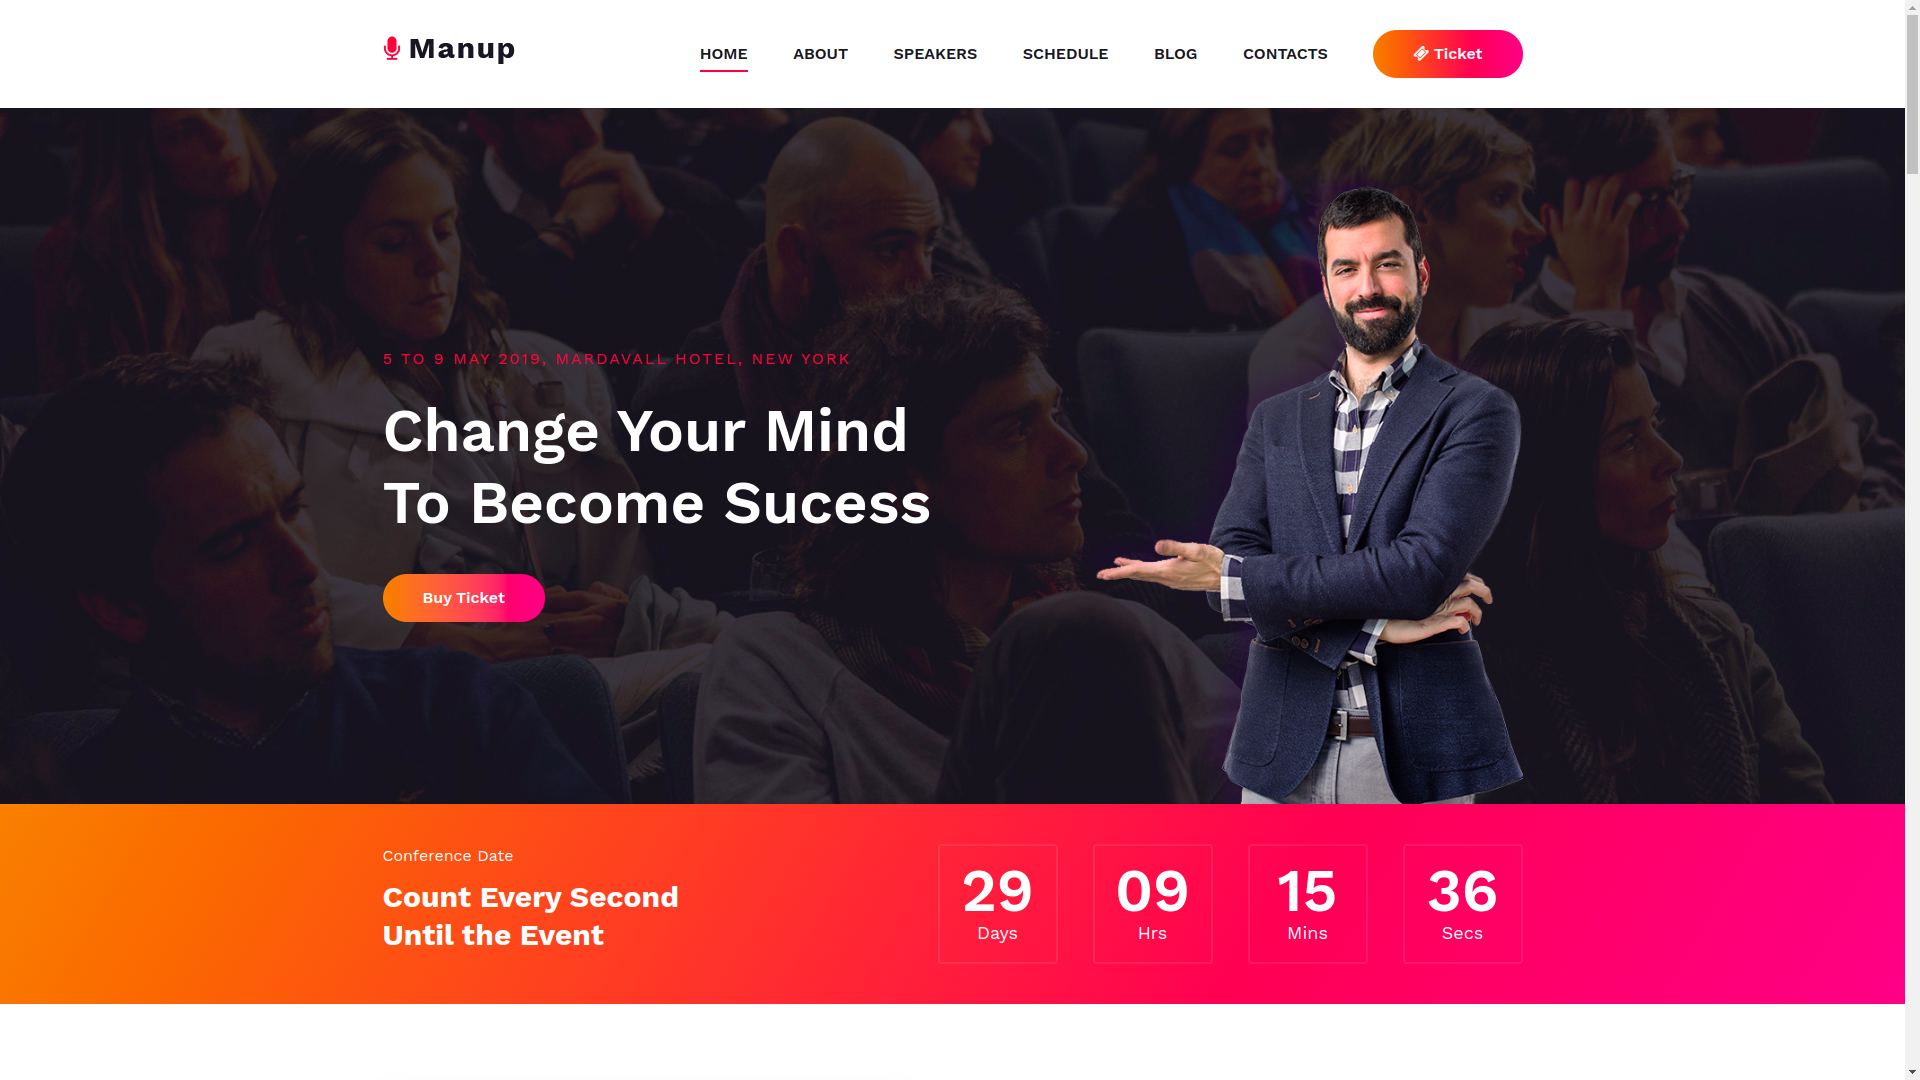 Manup
HOME
ABOUT
SPEAKERS
SCHEDULE
BLOG
CONTACTS
Ticket
5 TO 9 MAY 2019, MARDAVALL HOTEL, NEW YORK
Change Your Mind
To Become Sucess
Buy Ticket
Conference Date
Count Every Second
Until the Event
29
Days
09
Hrs
15
Mins
36
Secs